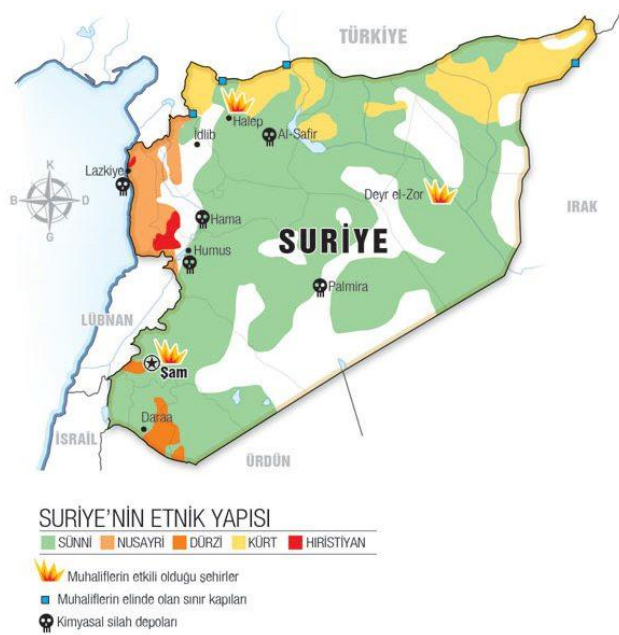 TÜRKİYE
Halep
İdlib
Al-Safir
Lazkiye
K
B
D
G
Deyr el-Zor
IRAK
Hama
SURİYE
Humus
Palmira
LÜBNAN
Şam
Daraa
İSRAİL
ÜRDÜN
SURİYE'NİN ETNİK YAPISI
SÜNNİ NUSAYRİ DÜRZİ KÜRT HIRİSTİYAN
Muhaliflerin etkili olduğu şehirler
Muhaliflerin elinde olan sınır kapıları
Kimyasal silah depoları